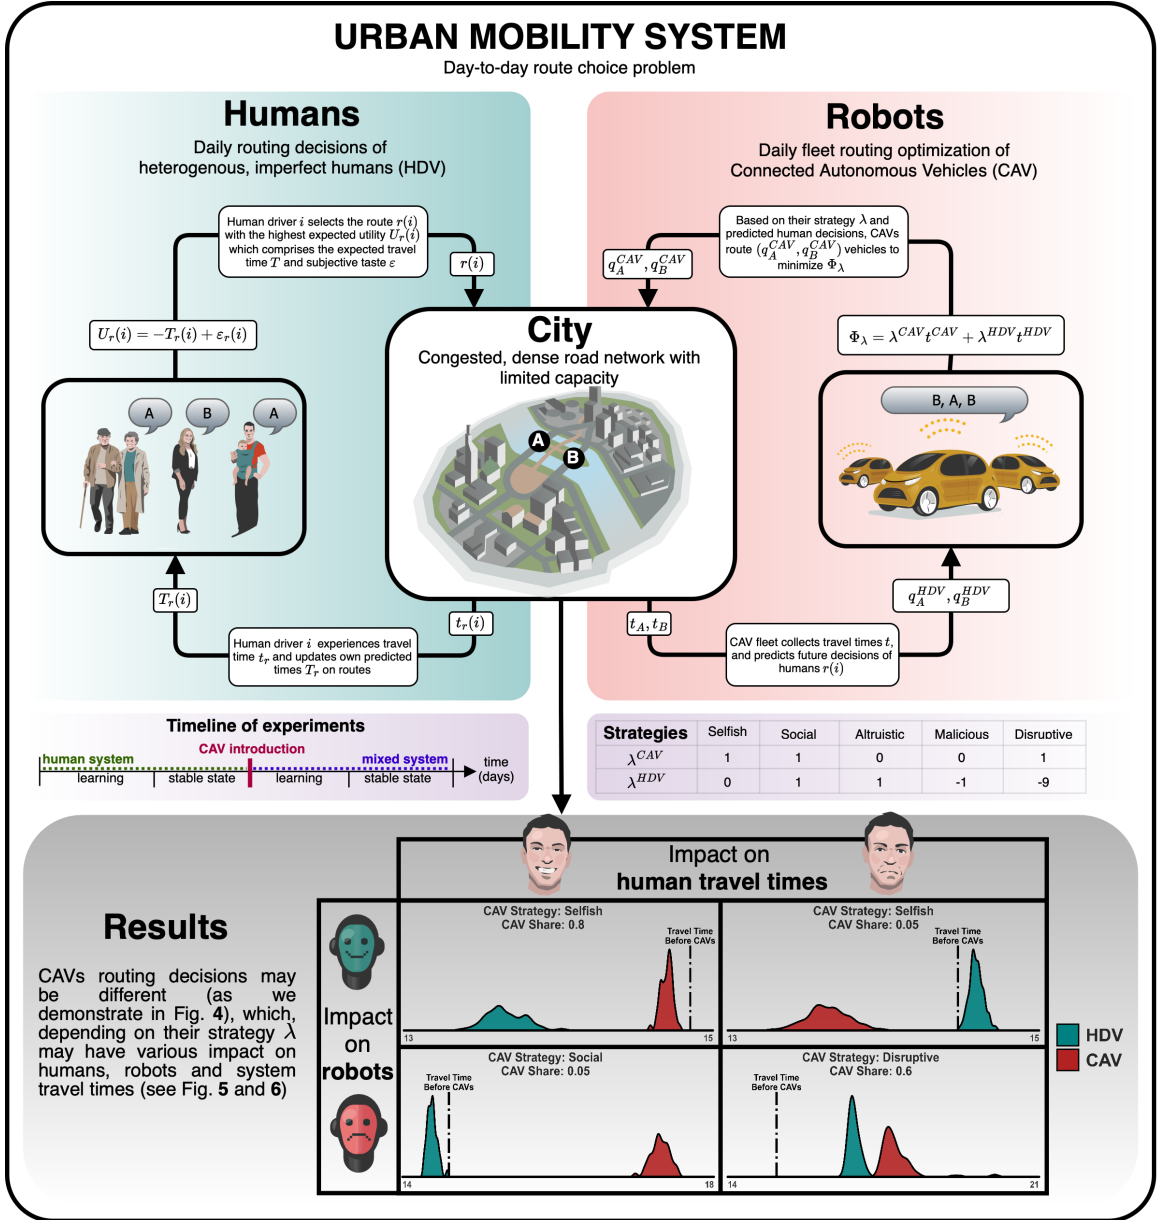 URBAN MOBILITY SYSTEM
Day-to-day route choice problem
Humans
Daily routing decisions of
heterogenous, imperfect humans (HDV)
Human driver i selects the route r(i)
with the highest expected utility U_r(i)
which comprises the expected travel
time T and subjective taste ε
r(i)
U_r(i) = −T_r(i) + ε_r(i)
A
B
A
T_r(i)
Human driver i experiences travel
time t_r and updates own predicted
times T_r on routes
t_r(i)
City
Congested, dense road network with
limited capacity
A
B
Robots
Daily fleet routing optimization of
Connected Autonomous Vehicles (CAV)
Based on their strategy λ and
predicted human decisions, CAVs
route (q_A^{CAV}, q_B^{CAV}) vehicles to
minimize Φ_λ
q_A^{CAV}, q_B^{CAV}
Φ_λ = λ^{CAV} t^{CAV} + λ^{HDV} t^{HDV}
B, A, B
q_A^{HDV}, q_B^{HDV}
t_A, t_B
CAV fleet collects travel times t,
and predicts future decisions of
humans r(i)
Timeline of experiments
CAV introduction
human system
mixed system
learning
stable state
learning
stable state
time
(days)
Strategies Selfish Social Altruistic Malicious Disruptive
λ^{CAV} 1 1 0 0 1
λ^{HDV} 0 1 1 -1 -9
Results
CAVs routing decisions may
be different (as we
demonstrate in Fig. 4), which,
depending on their strategy λ
may have various impact on
humans, robots and system
travel times (see Fig. 5 and 6)
Impact on
human travel times
Impact
on
robots
CAV Strategy: Selfish
CAV Share: 0.8
Travel Time
Before CAVs
13 15
CAV Strategy: Selfish
CAV Share: 0.05
Travel Time
Before CAVs
13 15
CAV Strategy: Social
CAV Share: 0.05
Travel Time
Before CAVs
14 18
CAV Strategy: Disruptive
CAV Share: 0.6
Travel Time
Before CAVs
14 21
HDV
CAV